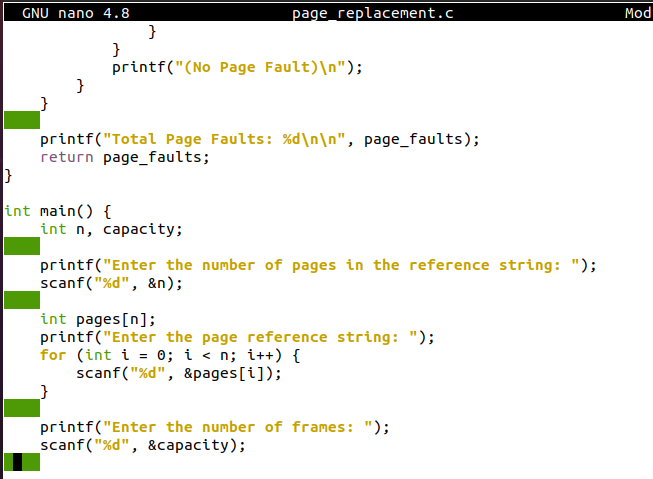 GNU nano 4.8 page_replacement.c Mod
}
}
printf("(No Page Fault)\n");
}
}
printf("Total Page Faults: %d\n\n", page_faults);
return page_faults;
}
int main() {
int n, capacity;
printf("Enter the number of pages in the reference string: ");
scanf("%d", &n);
int pages[n];
printf("Enter the page reference string: ");
for (int i = 0; i < n; i++) {
scanf("%d", &pages[i]);
}
printf("Enter the number of frames: ");
scanf("%d", &capacity);